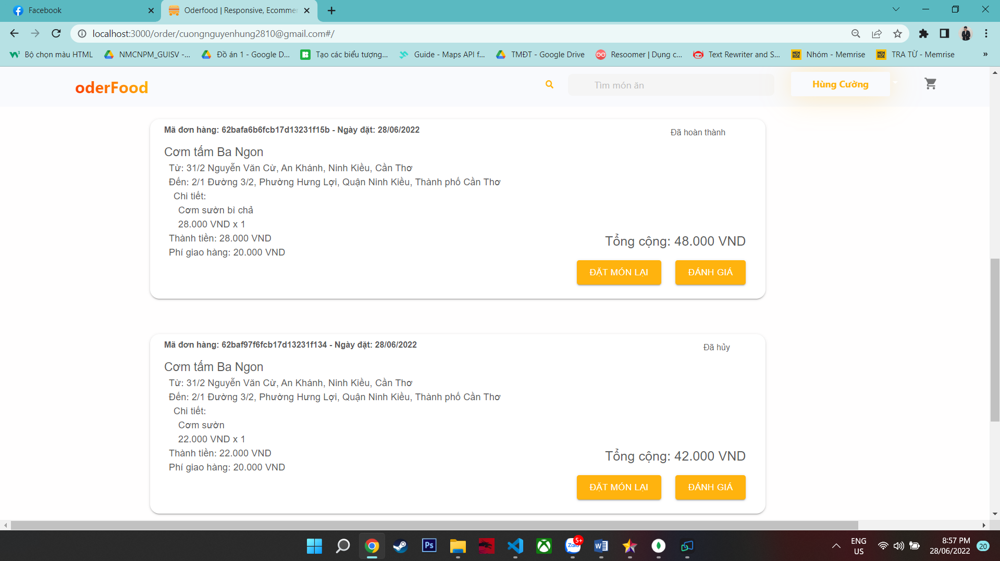 Facebook
Oderfood | Responsive, Ecomme
localhost:3000/order/cuongnguyenhung2810@gmail.com#/
Bộ chọn màu HTML
NMCNPM_GUISV -...
Đồ án 1 - Google D...
Tạo các biểu tượng...
Guide - Maps API f...
TMĐT - Google Drive
Resoomer | Dụng c...
Text Rewriter and S...
Nhóm - Memrise
TRA TỪ - Memrise
»
oderFood
Tìm món ăn
Hùng Cường
Mã đơn hàng: 62bafa6b6fcb17d13231f15b - Ngày đặt: 28/06/2022
Đã hoàn thành
Cơm tấm Ba Ngon
Từ: 31/2 Nguyễn Văn Cừ, An Khánh, Ninh Kiều, Cần Thơ
Đến: 2/1 Đường 3/2, Phường Hưng Lợi, Quận Ninh Kiều, Thành phố Cần Thơ
Chi tiết:
Cơm sườn bì chả
28.000 VND x 1
Thành tiền: 28.000 VND
Phí giao hàng: 20.000 VND
Tổng cộng: 48.000 VND
ĐẶT MÓN LẠI
ĐÁNH GIÁ
Mã đơn hàng: 62baf97f6fcb17d13231f134 - Ngày đặt: 28/06/2022
Đã hủy
Cơm tấm Ba Ngon
Từ: 31/2 Nguyễn Văn Cừ, An Khánh, Ninh Kiều, Cần Thơ
Đến: 2/1 Đường 3/2, Phường Hưng Lợi, Quận Ninh Kiều, Thành phố Cần Thơ
Chi tiết:
Cơm sườn
22.000 VND x 1
Thành tiền: 22.000 VND
Phí giao hàng: 20.000 VND
Tổng cộng: 42.000 VND
ĐẶT MÓN LẠI
ĐÁNH GIÁ
Ps
Zalo
5+
W
ENG
US
8:57 PM
28/06/2022
20